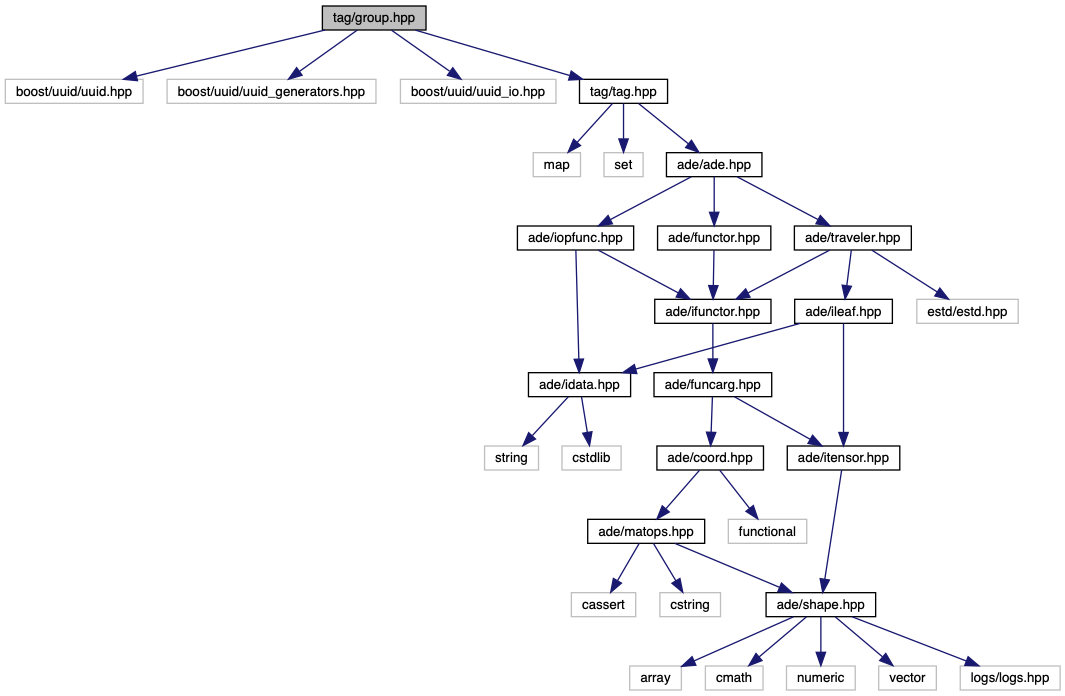 tag/group.hpp
boost/uuid/uuid.hpp
boost/uuid/uuid_generators.hpp
boost/uuid/uuid_io.hpp
tag/tag.hpp
map
set
ade/ade.hpp
ade/iopfunc.hpp
ade/functor.hpp
ade/traveler.hpp
ade/ifunctor.hpp
ade/ileaf.hpp
estd/estd.hpp
ade/idata.hpp
ade/funcarg.hpp
string
cstdlib
ade/coord.hpp
ade/itensor.hpp
ade/matops.hpp
functional
cassert
cstring
ade/shape.hpp
array
cmath
numeric
vector
logs/logs.hpp